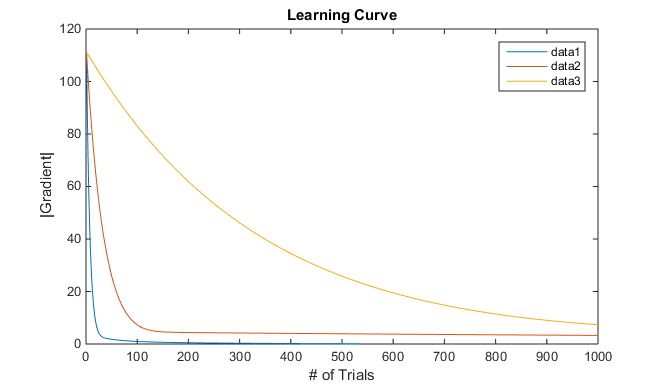 Learning Curve
120
100
80
60
40
20
0
|Gradient|
data1
data2
data3
0 100 200 300 400 500 600 700 800 900 1000
# of Trials